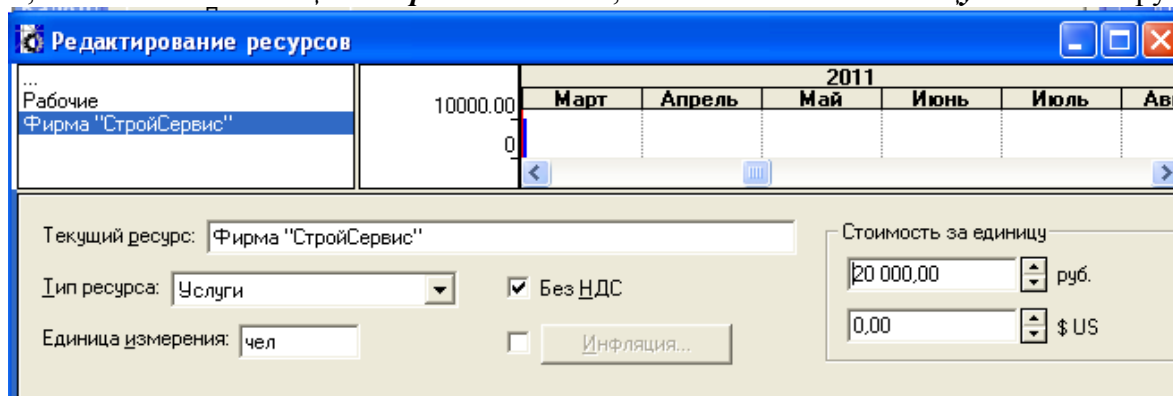 Редактирование ресурсов
...
Рабочие
Фирма "СтройСервис"
10000.00
0
2011
Март Апрель Май Июнь Июль Ав
Текущий ресурс: Фирма "СтройСервис"
Тип ресурса: Услуги
Без НДС
Единица измерения: чел
Инфляция...
Стоимость за единицу
20 000,00 руб.
0,00 $ US